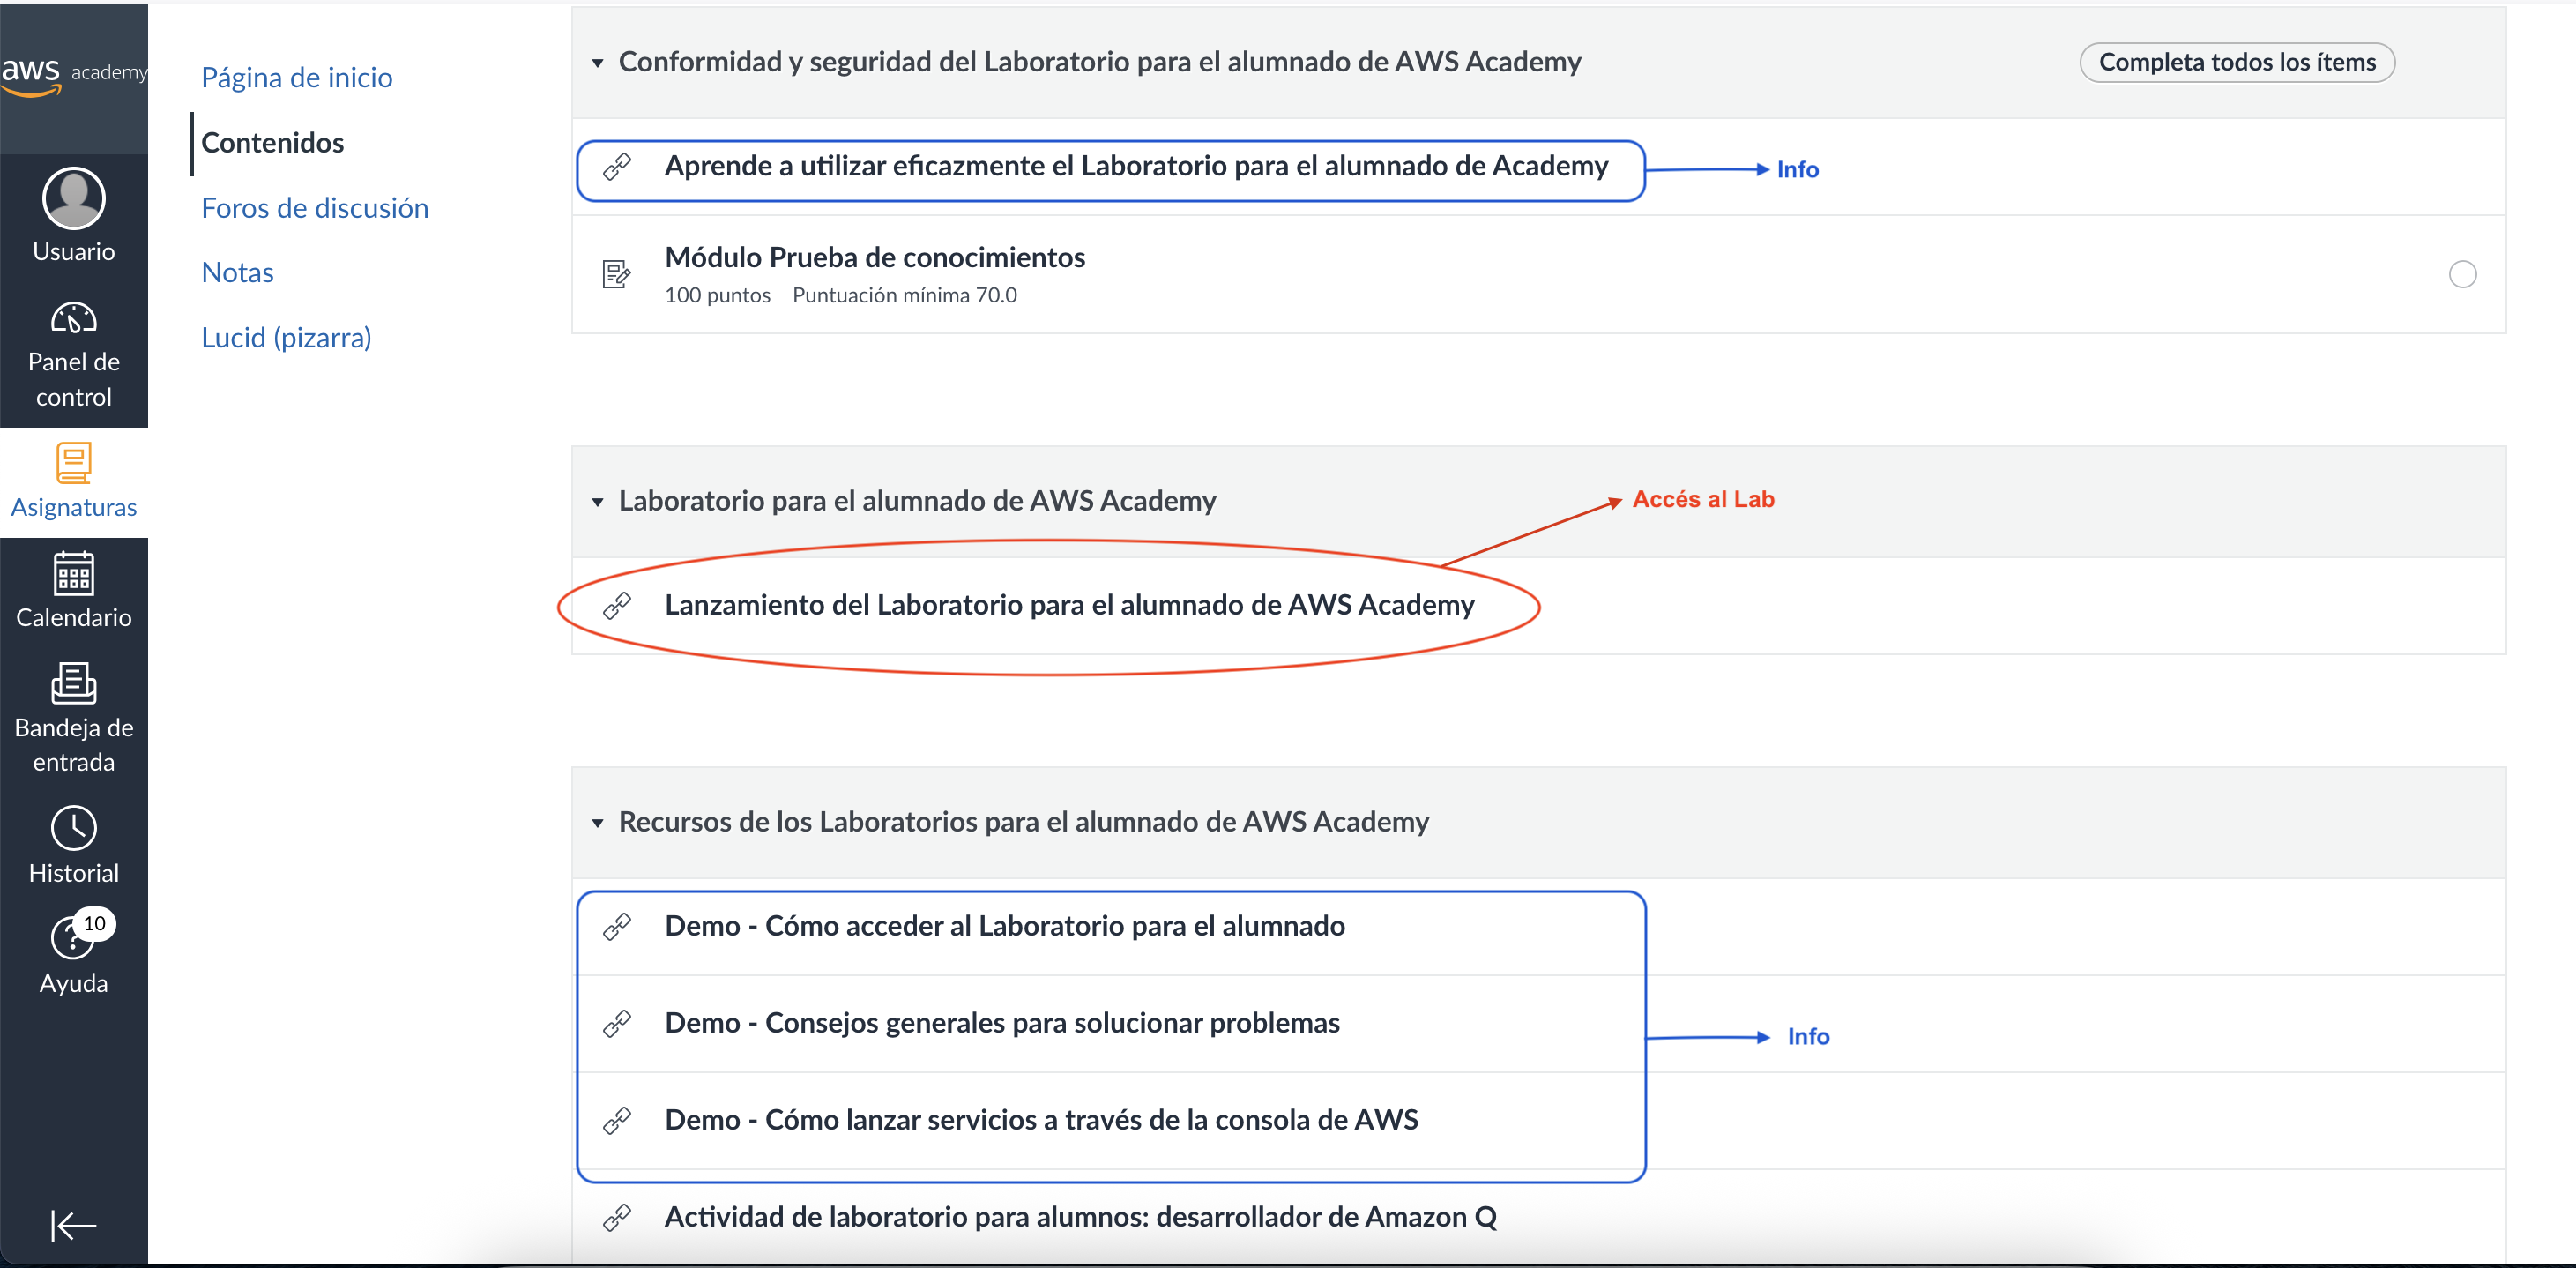 aws academy
Usuario
Panel de
control
Asignaturas
Calendario
Bandeja de
entrada
Historial
10
Ayuda
Página de inicio
Contenidos
Foros de discusión
Notas
Lucid (pizarra)
Conformidad y seguridad del Laboratorio para el alumnado de AWS Academy
Completa todos los ítems
Aprende a utilizar eficazmente el Laboratorio para el alumnado de Academy
Info
Módulo Prueba de conocimientos
100 puntos Puntuación mínima 70.0
Laboratorio para el alumnado de AWS Academy
Accés al Lab
Lanzamiento del Laboratorio para el alumnado de AWS Academy
Recursos de los Laboratorios para el alumnado de AWS Academy
Demo - Cómo acceder al Laboratorio para el alumnado
Demo - Consejos generales para solucionar problemas
Info
Demo - Cómo lanzar servicios a través de la consola de AWS
Actividad de laboratorio para alumnos: desarrollador de Amazon Q